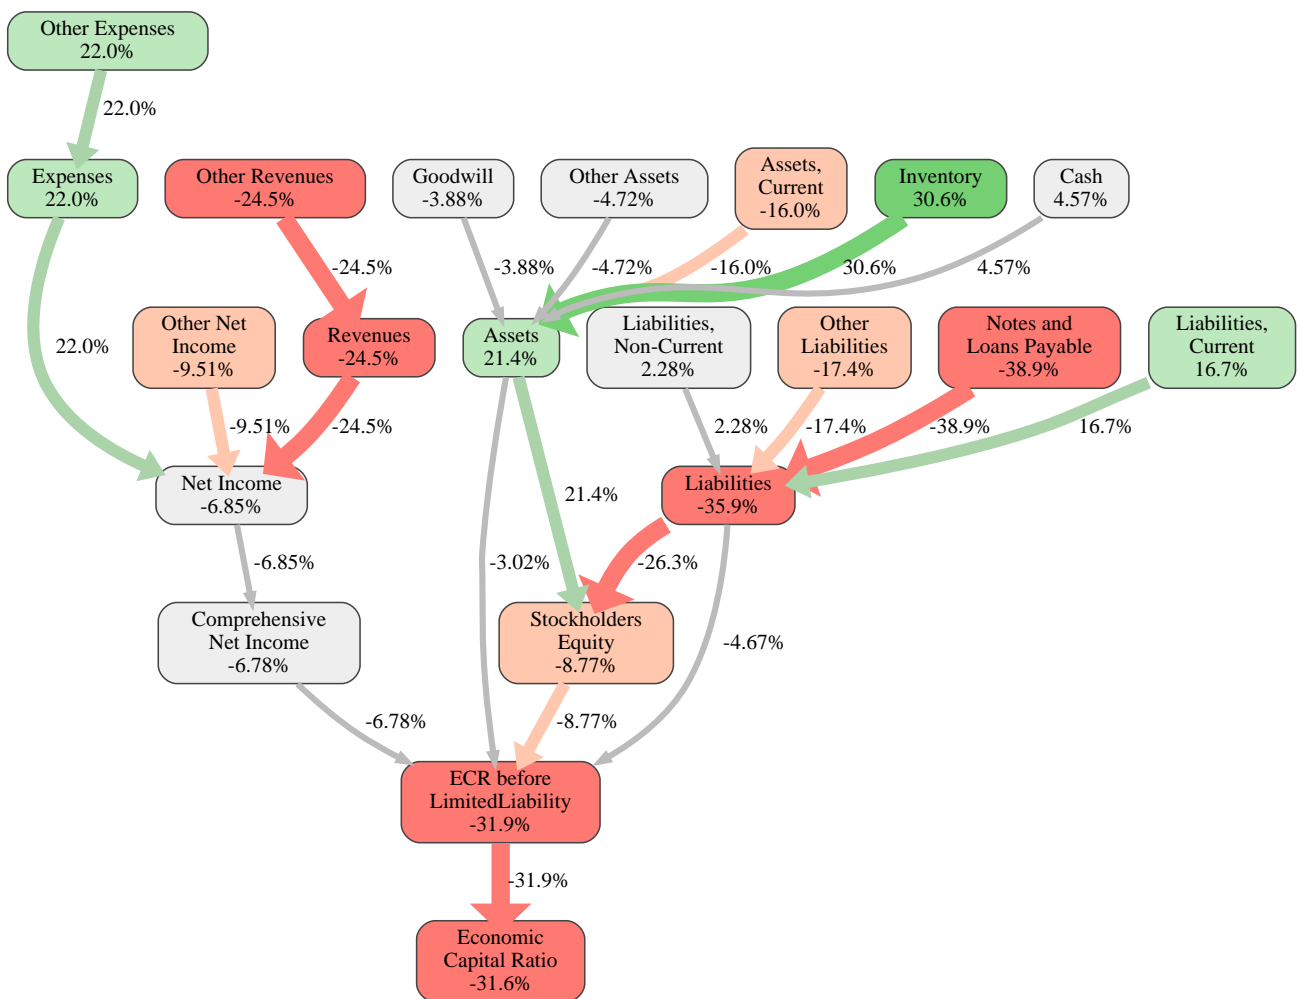 Other Expenses
22.0%
22.0%
Expenses
22.0%
Other Revenues
-24.5%
Goodwill
-3.88%
Other Assets
-4.72%
Assets,
Current
-16.0%
Inventory
30.6%
Cash
4.57%
-24.5%
-3.88%
-4.72%
-16.0%
30.6%
4.57%
22.0%
Other Net
Income
-9.51%
Revenues
-24.5%
Assets
21.4%
Liabilities,
Non-Current
2.28%
Other
Liabilities
-17.4%
Notes and
Loans Payable
-38.9%
Liabilities,
Current
16.7%
-9.51%
-24.5%
2.28%
-17.4%
-38.9%
16.7%
Net Income
-6.85%
21.4%
Liabilities
-35.9%
-6.85%
-3.02%
-26.3%
Comprehensive
Net Income
-6.78%
Stockholders
Equity
-8.77%
-4.67%
-6.78%
-8.77%
ECR before
LimitedLiability
-31.9%
-31.9%
Economic
Capital Ratio
-31.6%